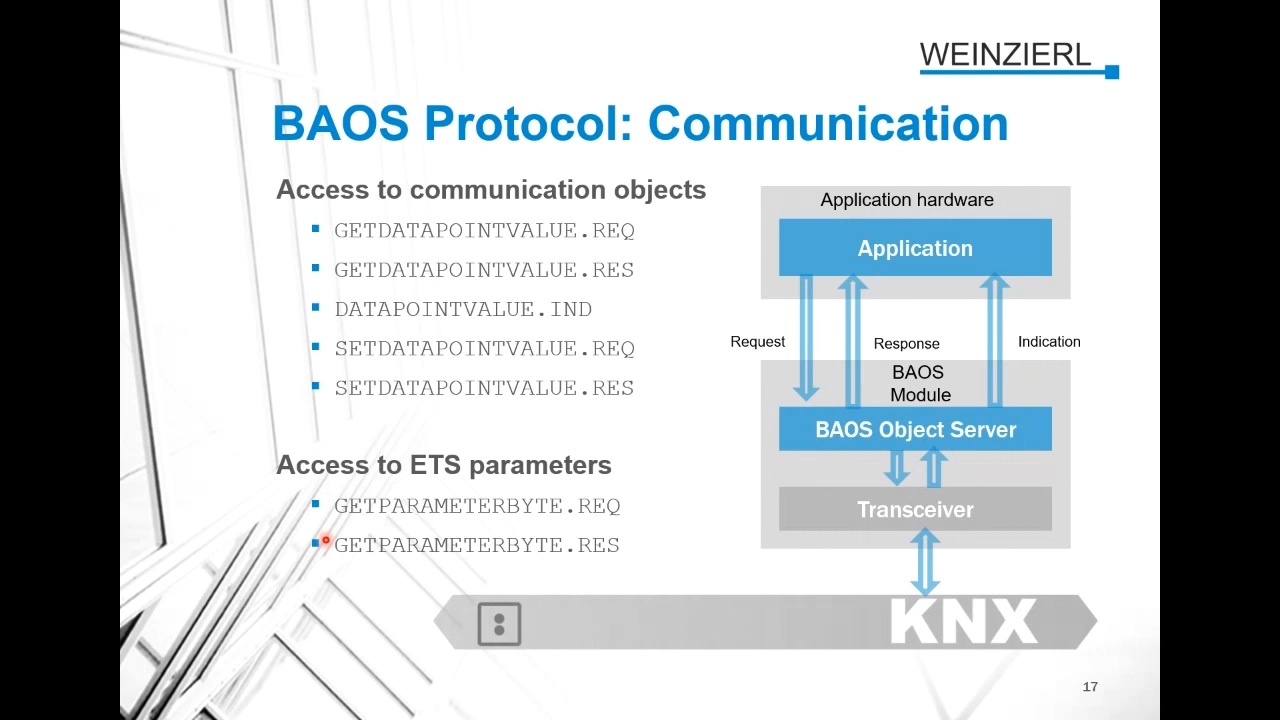 WEINZIERL
BAOS Protocol: Communication
Access to communication objects
GETDATAPOINTVALUE.REQ
GETDATAPOINTVALUE.RES
DATAPOINTVALUE.IND
SETDATAPOINTVALUE.REQ
SETDATAPOINTVALUE.RES
Access to ETS parameters
GETPARAMETERBYTE.REQ
GETPARAMETERBYTE.RES
Application hardware
Application
Request
Response
Indication
BAOS
Module
BAOS Object Server
Transceiver
KNX
17